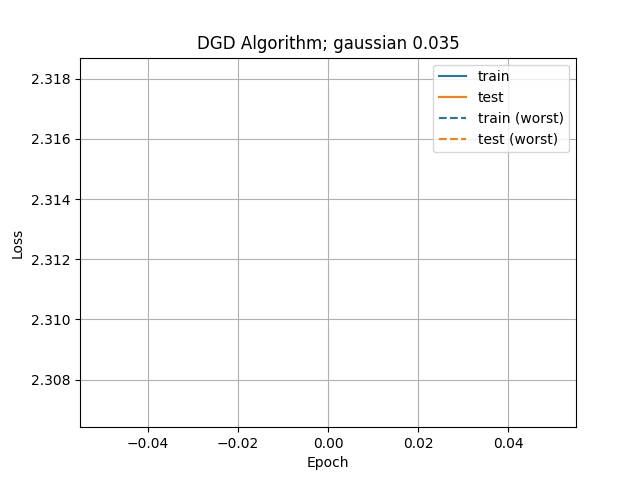 DGD Algorithm; gaussian 0.035
train
test
train (worst)
test (worst)
2.318
2.316
2.314
2.312
2.310
2.308
Loss
−0.04
−0.02
0.00
0.02
0.04
Epoch